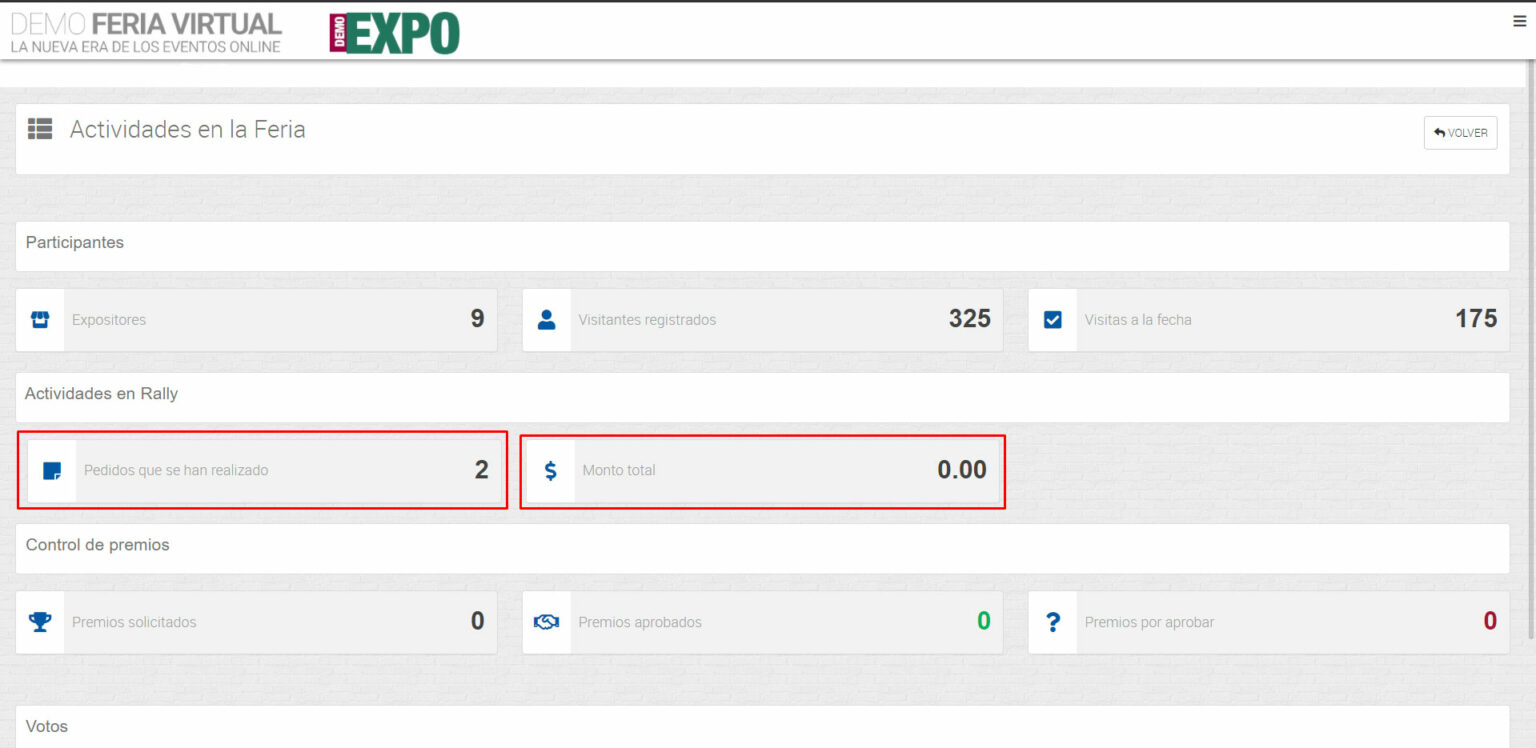 DEMO FERIA VIRTUAL
LA NUEVA ERA DE LOS EVENTOS ONLINE
DEMO EXPO
Actividades en la Feria
VOLVER
Participantes
Expositores 9
Visitantes registrados 325
Visitas a la fecha 175
Actividades en Rally
Pedidos que se han realizado 2
$ Monto total 0.00
Control de premios
Premios solicitados 0
Premios aprobados 0
? Premios por aprobar 0
Votos